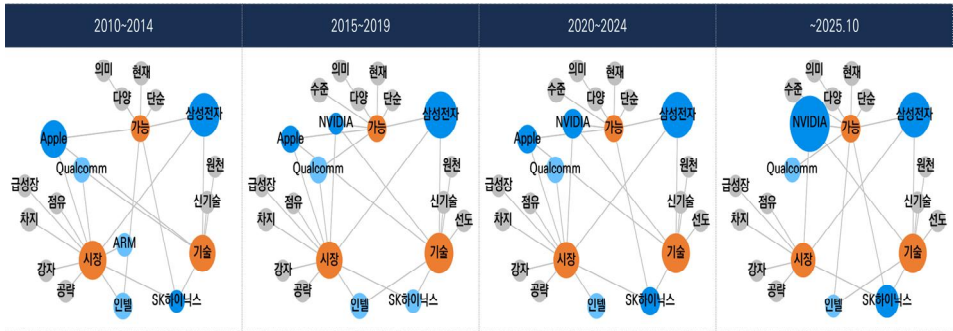 2010-2014
2015-2019
2020-2024
~2025.10
의미
현재
다양
단순
삼성전자
가능
Apple
Qualcomm
원천
급성장
점유
신기술
차지
ARM
시장
기술
강자
공략
인텔
SK하이닉스
의미
현재
수준
다양
단순
삼성전자
NVIDIA
가능
Apple
Qualcomm
원천
급성장
점유
신기술
차지
선도
시장
기술
강자
공략
인텔
SK하이닉스
의미
현재
수준
다양
단순
삼성전자
NVIDIA
가능
Apple
Qualcomm
원천
급성장
점유
신기술
차지
선도
시장
기술
강자
공략
인텔
SK하이닉스
의미
현재
수준
다양
단순
삼성전자
NVIDIA
가능
Qualcomm
원천
급성장
점유
신기술
차지
선도
시장
기술
강자
공략
인텔
SK하이닉스